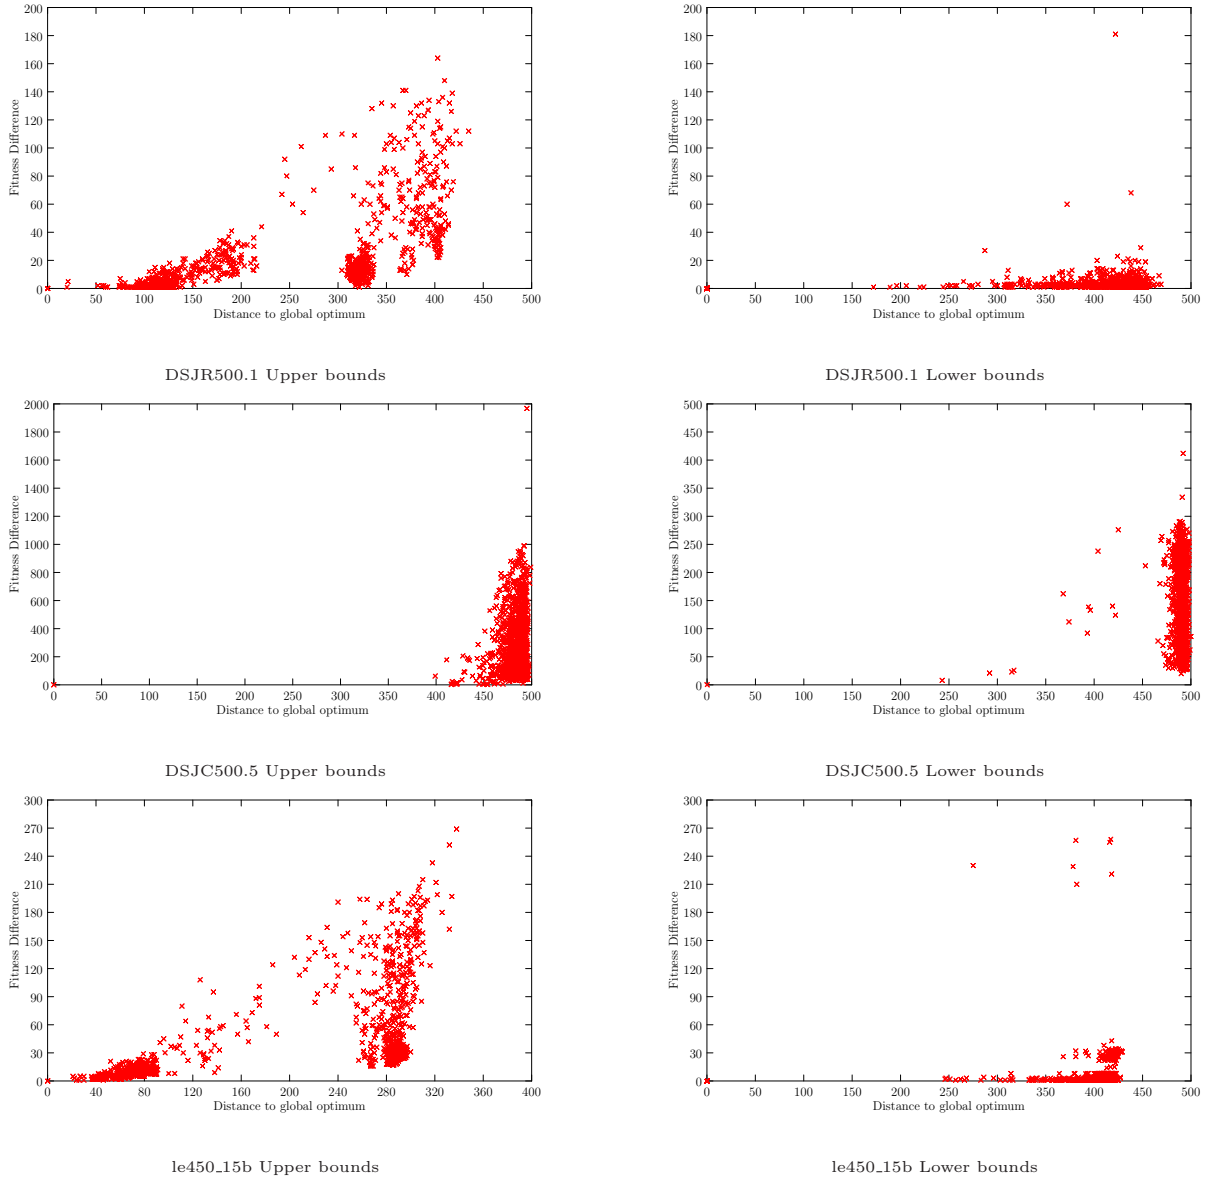 200
180
160
140
120
100
80
60
40
20
0
Fitness Difference
0 50 100 150 200 250 300 350 400 450 500
Distance to global optimum
DSJR500.1 Upper bounds
200
180
160
140
120
100
80
60
40
20
0
Fitness Difference
0 50 100 150 200 250 300 350 400 450 500
Distance to global optimum
DSJR500.1 Lower bounds
2000
1800
1600
1400
1200
1000
800
600
400
200
0
Fitness Difference
0 50 100 150 200 250 300 350 400 450 500
Distance to global optimum
DSJC500.5 Upper bounds
500
450
400
350
300
250
200
150
100
50
0
Fitness Difference
0 50 100 150 200 250 300 350 400 450 500
Distance to global optimum
DSJC500.5 Lower bounds
300
270
240
210
180
150
120
90
60
30
0
Fitness Difference
0 40 80 120 160 200 240 280 320 360 400
Distance to global optimum
le450_15b Upper bounds
300
270
240
210
180
150
120
90
60
30
0
Fitness Difference
0 50 100 150 200 250 300 350 400 450 500
Distance to global optimum
le450_15b Lower bounds